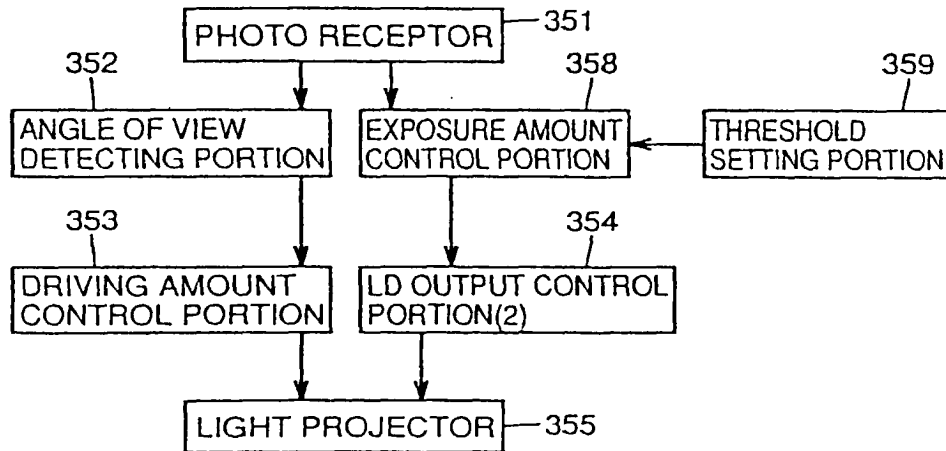 PHOTO RECEPTOR
351
352
358
359
ANGLE OF VIEW
DETECTING PORTION
EXPOSURE AMOUNT
CONTROL PORTION
THRESHOLD
SETTING PORTION
353
354
DRIVING AMOUNT
CONTROL PORTION
LD OUTPUT CONTROL
PORTION(2)
LIGHT PROJECTOR
355